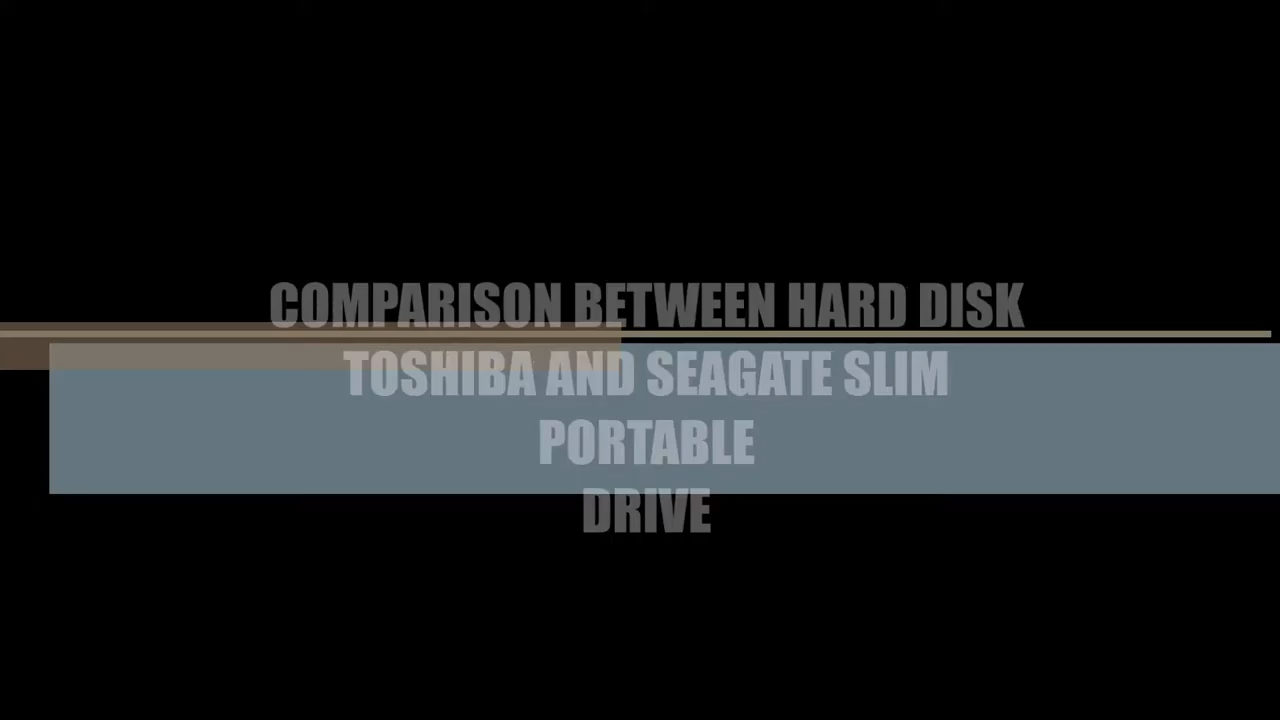 COMPARISON BETWEEN HARD DISK
TOSHIBA AND SEAGATE SLIM
PORTABLE
DRIVE